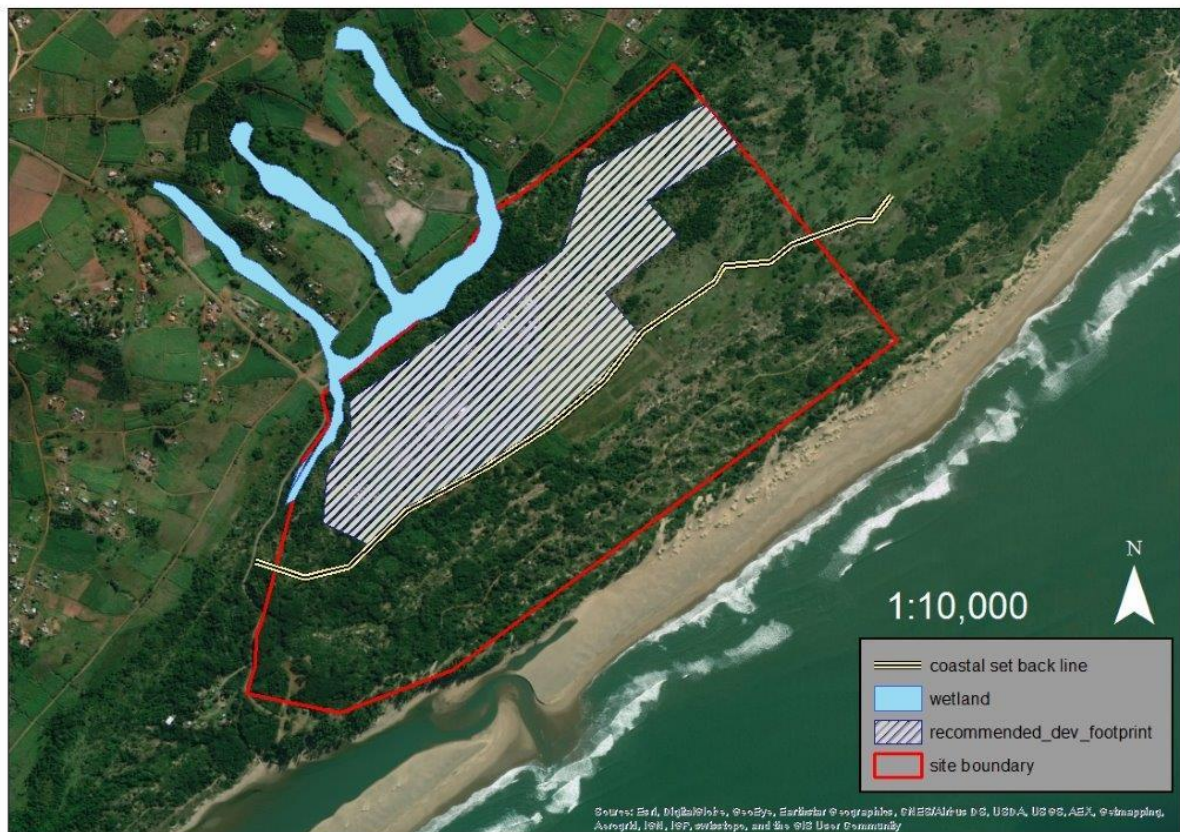 N
1:10,000
coastal set back line
wetland
recommended_dev_footprint
site boundary
Source: Esri, DigitalGlobe, GeoEye, Earthstar Geographics, CNES/Airbus DS, USDA, USGS, AEX, Getmapping,
Aerogrid, IGN, IGP, swisstopo, and the GIS User Community